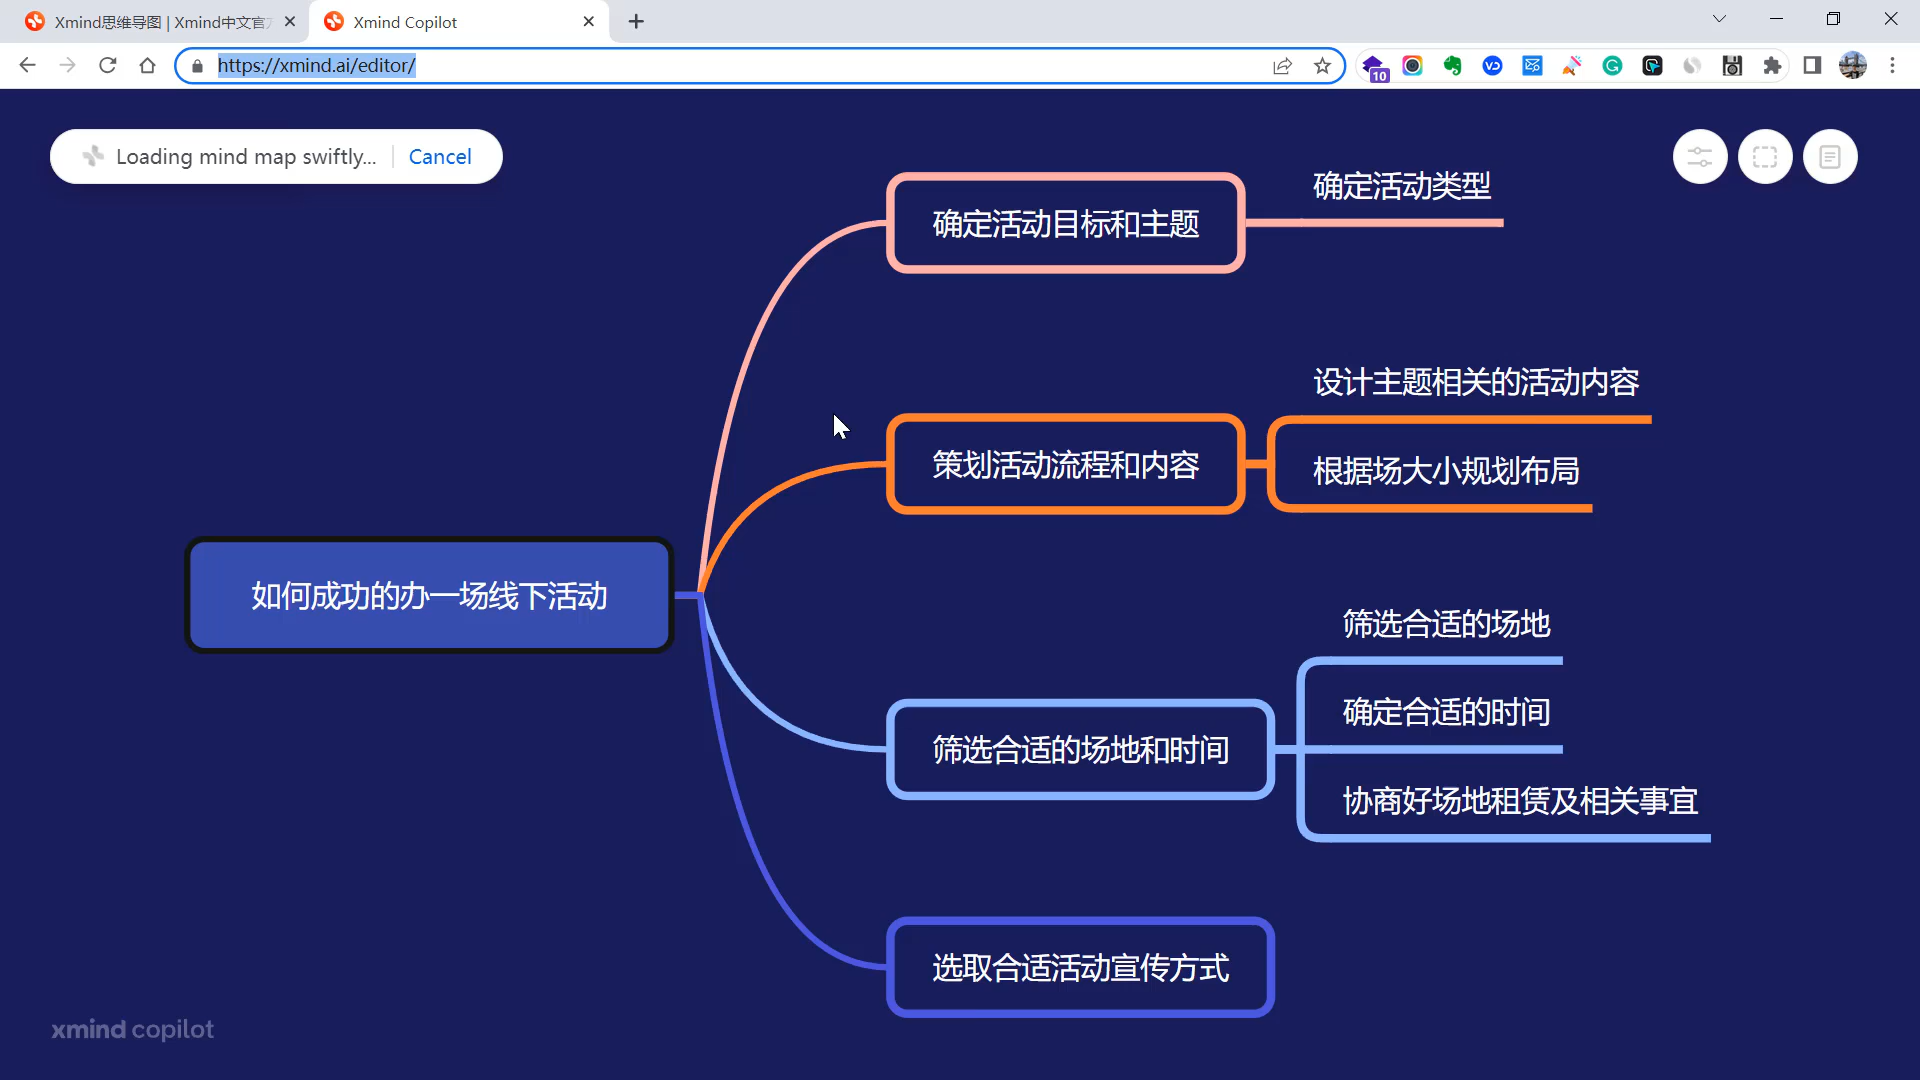 Xmind思维导图 | Xmind中文官
Xmind Copilot
https://xmind.ai/editor/
10
Loading mind map swiftly...
Cancel
确定活动目标和主题
确定活动类型
策划活动流程和内容
设计主题相关的活动内容
根据场大小规划布局
如何成功的办一场线下活动
筛选合适的场地和时间
筛选合适的场地
确定合适的时间
协商好场地租赁及相关事宜
选取合适活动宣传方式
xmind copilot